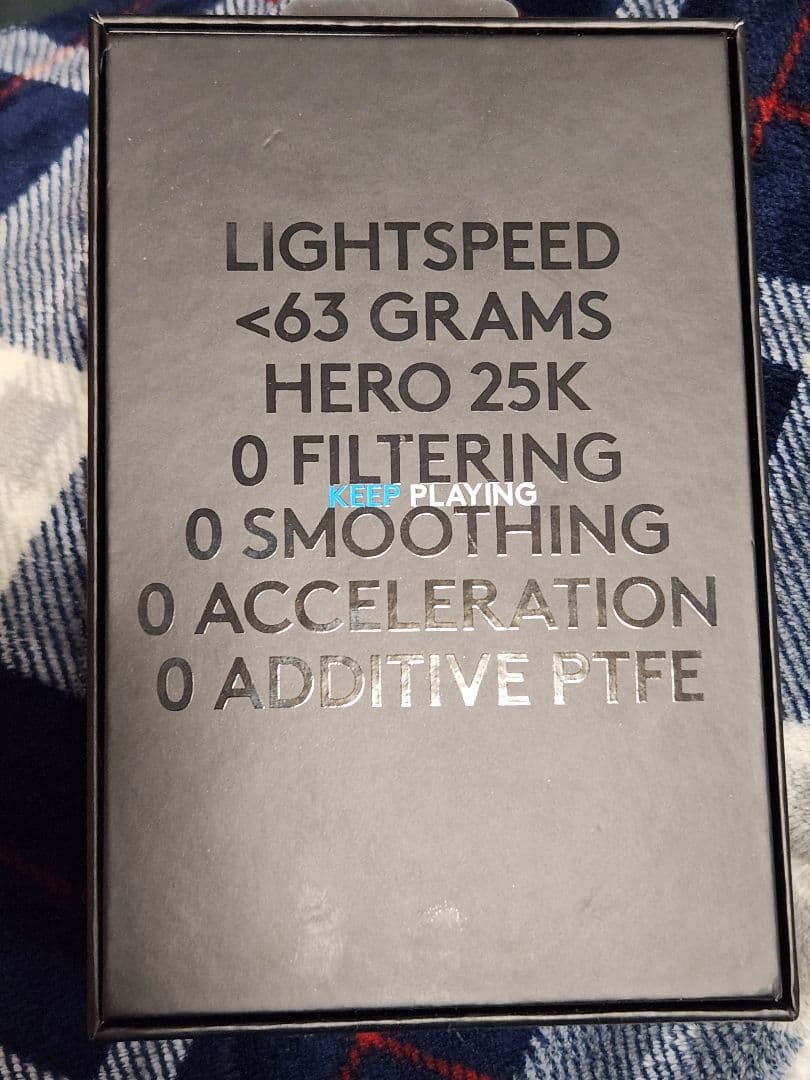 LIGHTSPEED
<63 GRAMS
HERO 25K
0 FILTERING
KEEP PLAYING
0 SMOOTHING
0 ACCELERATION
0 ADDITIVE PTFE